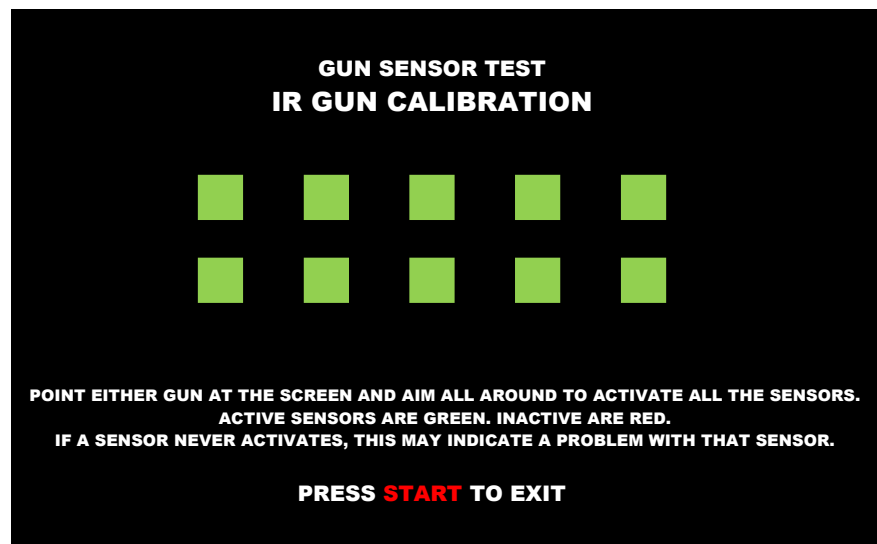 GUN SENSOR TEST
IR GUN CALIBRATION
POINT EITHER GUN AT THE SCREEN AND AIM ALL AROUND TO ACTIVATE ALL THE SENSORS.
ACTIVE SENSORS ARE GREEN. INACTIVE ARE RED.
IF A SENSOR NEVER ACTIVATES, THIS MAY INDICATE A PROBLEM WITH THAT SENSOR.
PRESS START TO EXIT